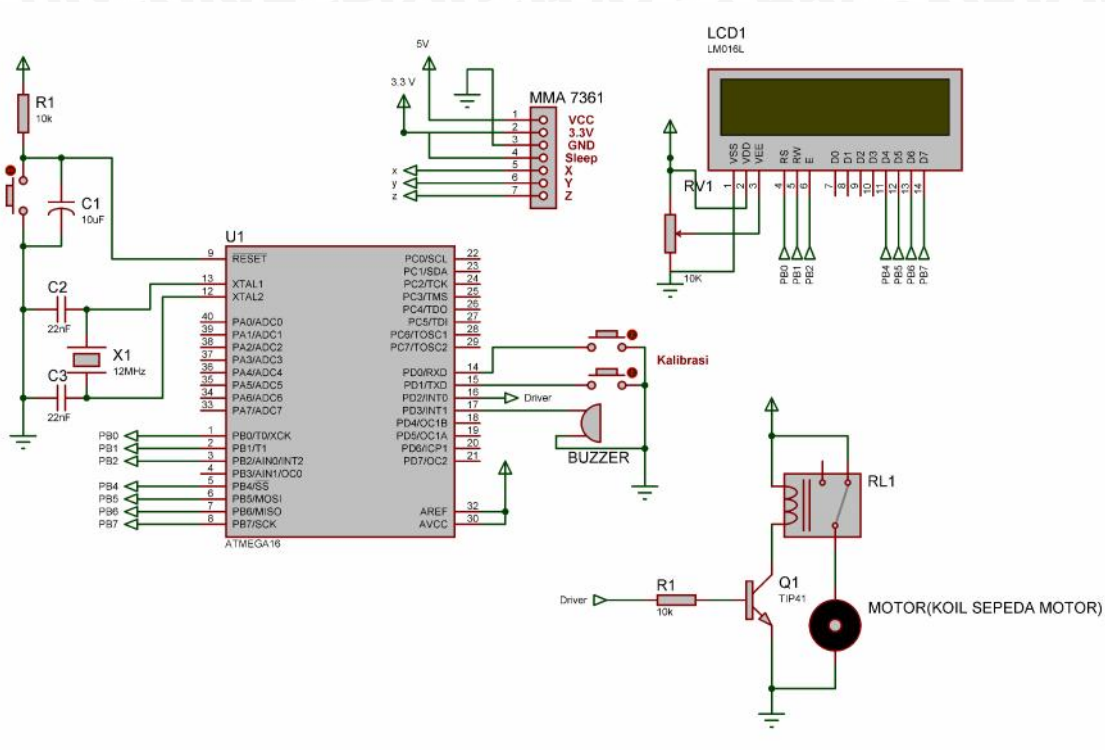 R1
10k
C1
10uF
C2
22nF
X1
12MHz
C3
22nF
5V
3.3 V
MMA 7361
1 VCC
2 3.3V
3 GND
4 Sleep
x 5 X
y 6 Y
z 7 Z
LCD1
LM016L
VSS VDD VEE RS RW E D0 D1 D2 D3 D4 D5 D6 D7
1 2 3 4 5 6 7 8 9 10 11 12 13 14
RV1
10K
PB0 PB1 PB2 PB4 PB5 PB6 PB7
U1
9 RESET
13 XTAL1
12 XTAL2
40 PA0/ADC0
39 PA1/ADC1
38 PA2/ADC2
37 PA3/ADC3
36 PA4/ADC4
35 PA5/ADC5
34 PA6/ADC6
33 PA7/ADC7
PB0 1 PB0/T0/XCK
PB1 2 PB1/T1
PB2 3 PB2/AIN0/INT2
4 PB3/AIN1/OC0
PB4 5 PB4/SS
PB5 6 PB5/MOSI
PB6 7 PB6/MISO
PB7 8 PB7/SCK
PC0/SCL 22
PC1/SDA 23
PC2/TCK 24
PC3/TMS 25
PC4/TDO 26
PC5/TDI 27
PC6/TOSC1 28
PC7/TOSC2 29
PD0/RXD 14
PD1/TXD 15
PD2/INT0 16 Driver
PD3/INT1 17
PD4/OC1B 18
PD5/OC1A 19
PD6/ICP1 20
PD7/OC2 21
AREF 32
AVCC 30
ATMEGA16
Kalibrasi
BUZZER
RL1
Driver
R1
10k
Q1
TIP41
MOTOR(KOIL SEPEDA MOTOR)